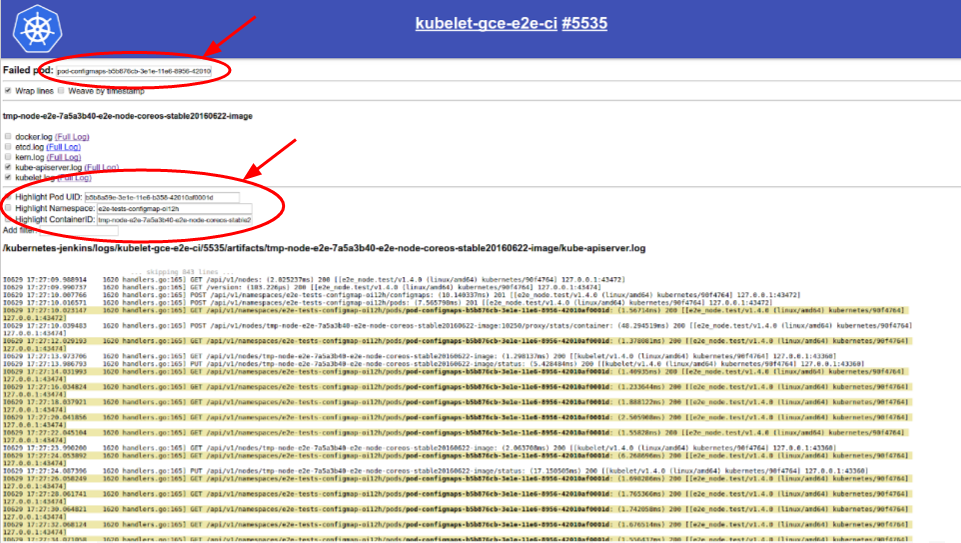 kubelet-gce-e2e-ci #5535
Failed pod: pod-configmaps-b5b876cb-3e1e-11e6-8956-42010
Wrap lines Weave by timestamp
tmp-node-e2e-7a5a3b40-e2e-node-coreos-stable20160622-image
docker.log (Full Log)
etcd.log (Full Log)
kern.log (Full Log)
kube-apiserver.log (Full Log)
kubelet.log (Full Log)
Highlight Pod UID: b5b8a59e-3e1e-11e6-b358-42010af0001d
Highlight Namespace: e2e-tests-configmap-oi12h
Highlight ContainerID: tmp-node-e2e-7a5a3b40-e2e-node-coreos-stable2
Add filter:
/kubernetes-jenkins/logs/kubelet-gce-e2e-ci/5535/artifacts/tmp-node-e2e-7a5a3b40-e2e-node-coreos-stable20160622-image/kube-apiserver.log
... skipping 843 lines ...
I0629 17:27:09.988914 1620 handlers.go:165] GET /api/v1/nodes: (2.025237ms) 200 [[e2e_node.test/v1.4.0 (linux/amd64) kubernetes/90f4764] 127.0.0.1:43472]
I0629 17:27:09.990737 1620 handlers.go:165] GET /version: (183.226µs) 200 [[e2e_node.test/v1.4.0 (linux/amd64) kubernetes/90f4764] 127.0.0.1:43474]
I0629 17:27:10.007766 1620 handlers.go:165] POST /api/v1/namespaces/e2e-tests-configmap-oi12h/configmaps: (10.140337ms) 201 [[e2e_node.test/v1.4.0 (linux/amd64) kubernetes/90f4764] 127.0.0.1:43472]
I0629 17:27:10.016571 1620 handlers.go:165] POST /api/v1/namespaces/e2e-tests-configmap-oi12h/pods: (7.565798ms) 201 [[e2e_node.test/v1.4.0 (linux/amd64) kubernetes/90f4764] 127.0.0.1:43472]
I0629 17:27:10.023147 1620 handlers.go:165] GET /api/v1/namespaces/e2e-tests-configmap-oi12h/pods/pod-configmaps-b5b876cb-3e1e-11e6-8956-42010af0001d: (1.56714ms) 200 [[e2e_node.test/v1.4.0 (linux/amd64) kubernetes/90f4764]
127.0.0.1:43472]
I0629 17:27:10.039483 1620 handlers.go:165] POST /api/v1/nodes/tmp-node-e2e-7a5a3b40-e2e-node-coreos-stable20160622-image:10250/proxy/stats/container: (48.294519ms) 200 [[e2e_node.test/v1.4.0 (linux/amd64) kubernetes/90f4764]
127.0.0.1:43474]
I0629 17:27:12.029193 1620 handlers.go:165] GET /api/v1/namespaces/e2e-tests-configmap-oi12h/pods/pod-configmaps-b5b876cb-3e1e-11e6-8956-42010af0001d: (1.378081ms) 200 [[e2e_node.test/v1.4.0 (linux/amd64) kubernetes/90f4764]
127.0.0.1:43474]
I0629 17:27:13.973706 1620 handlers.go:165] GET /api/v1/nodes/tmp-node-e2e-7a5a3b40-e2e-node-coreos-stable20160622-image: (1.298137ms) 200 [[kubelet/v1.4.0 (linux/amd64) kubernetes/90f4764] 127.0.0.1:43360]
I0629 17:27:13.986793 1620 handlers.go:165] PUT /api/v1/nodes/tmp-node-e2e-7a5a3b40-e2e-node-coreos-stable20160622-image/status: (5.428484ms) 200 [[kubelet/v1.4.0 (linux/amd64) kubernetes/90f4764] 127.0.0.1:43360]
I0629 17:27:14.031993 1620 handlers.go:165] GET /api/v1/namespaces/e2e-tests-configmap-oi12h/pods/pod-configmaps-b5b876cb-3e1e-11e6-8956-42010af0001d: (1.40935ms) 200 [[e2e_node.test/v1.4.0 (linux/amd64) kubernetes/90f4764]
127.0.0.1:43474]
I0629 17:27:16.034824 1620 handlers.go:165] GET /api/v1/namespaces/e2e-tests-configmap-oi12h/pods/pod-configmaps-b5b876cb-3e1e-11e6-8956-42010af0001d: (1.233644ms) 200 [[e2e_node.test/v1.4.0 (linux/amd64) kubernetes/90f4764]
127.0.0.1:43474]
I0629 17:27:18.037921 1620 handlers.go:165] GET /api/v1/namespaces/e2e-tests-configmap-oi12h/pods/pod-configmaps-b5b876cb-3e1e-11e6-8956-42010af0001d: (1.888122ms) 200 [[e2e_node.test/v1.4.0 (linux/amd64) kubernetes/90f4764]
127.0.0.1:43474]
I0629 17:27:20.041856 1620 handlers.go:165] GET /api/v1/namespaces/e2e-tests-configmap-oi12h/pods/pod-configmaps-b5b876cb-3e1e-11e6-8956-42010af0001d: (2.505908ms) 200 [[e2e_node.test/v1.4.0 (linux/amd64) kubernetes/90f4764]
127.0.0.1:43474]
I0629 17:27:22.045104 1620 handlers.go:165] GET /api/v1/namespaces/e2e-tests-configmap-oi12h/pods/pod-configmaps-b5b876cb-3e1e-11e6-8956-42010af0001d: (1.55828ms) 200 [[e2e_node.test/v1.4.0 (linux/amd64) kubernetes/90f4764]
127.0.0.1:43474]
I0629 17:27:23.990200 1620 handlers.go:165] GET /api/v1/nodes/tmp-node-e2e-7a5a3b40-e2e-node-coreos-stable20160622-image: (2.063708ms) 200 [[kubelet/v1.4.0 (linux/amd64) kubernetes/90f4764] 127.0.0.1:43360]
I0629 17:27:24.053892 1620 handlers.go:165] GET /api/v1/namespaces/e2e-tests-configmap-oi12h/pods/pod-configmaps-b5b876cb-3e1e-11e6-8956-42010af0001d: (6.268098ms) 200 [[e2e_node.test/v1.4.0 (linux/amd64) kubernetes/90f4764]
127.0.0.1:43474]
I0629 17:27:24.087396 1620 handlers.go:165] PUT /api/v1/nodes/tmp-node-e2e-7a5a3b40-e2e-node-coreos-stable20160622-image/status: (17.150505ms) 200 [[kubelet/v1.4.0 (linux/amd64) kubernetes/90f4764] 127.0.0.1:43360]
I0629 17:27:26.058249 1620 handlers.go:165] GET /api/v1/namespaces/e2e-tests-configmap-oi12h/pods/pod-configmaps-b5b876cb-3e1e-11e6-8956-42010af0001d: (1.698286ms) 200 [[e2e_node.test/v1.4.0 (linux/amd64) kubernetes/90f4764]
127.0.0.1:43474]
I0629 17:27:28.061741 1620 handlers.go:165] GET /api/v1/namespaces/e2e-tests-configmap-oi12h/pods/pod-configmaps-b5b876cb-3e1e-11e6-8956-42010af0001d: (1.765366ms) 200 [[e2e_node.test/v1.4.0 (linux/amd64) kubernetes/90f4764]
127.0.0.1:43474]
I0629 17:27:30.064821 1620 handlers.go:165] GET /api/v1/namespaces/e2e-tests-configmap-oi12h/pods/pod-configmaps-b5b876cb-3e1e-11e6-8956-42010af0001d: (1.742058ms) 200 [[e2e_node.test/v1.4.0 (linux/amd64) kubernetes/90f4764]
127.0.0.1:43474]
I0629 17:27:32.068124 1620 handlers.go:165] GET /api/v1/namespaces/e2e-tests-configmap-oi12h/pods/pod-configmaps-b5b876cb-3e1e-11e6-8956-42010af0001d: (1.676514ms) 200 [[e2e_node.test/v1.4.0 (linux/amd64) kubernetes/90f4764]
127.0.0.1:43474]